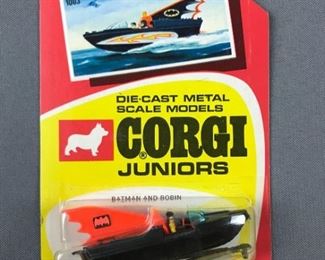 1003
DIE-CAST METAL
SCALE MODELS
CORGI
JUNIORS
BATMAN AND ROBIN